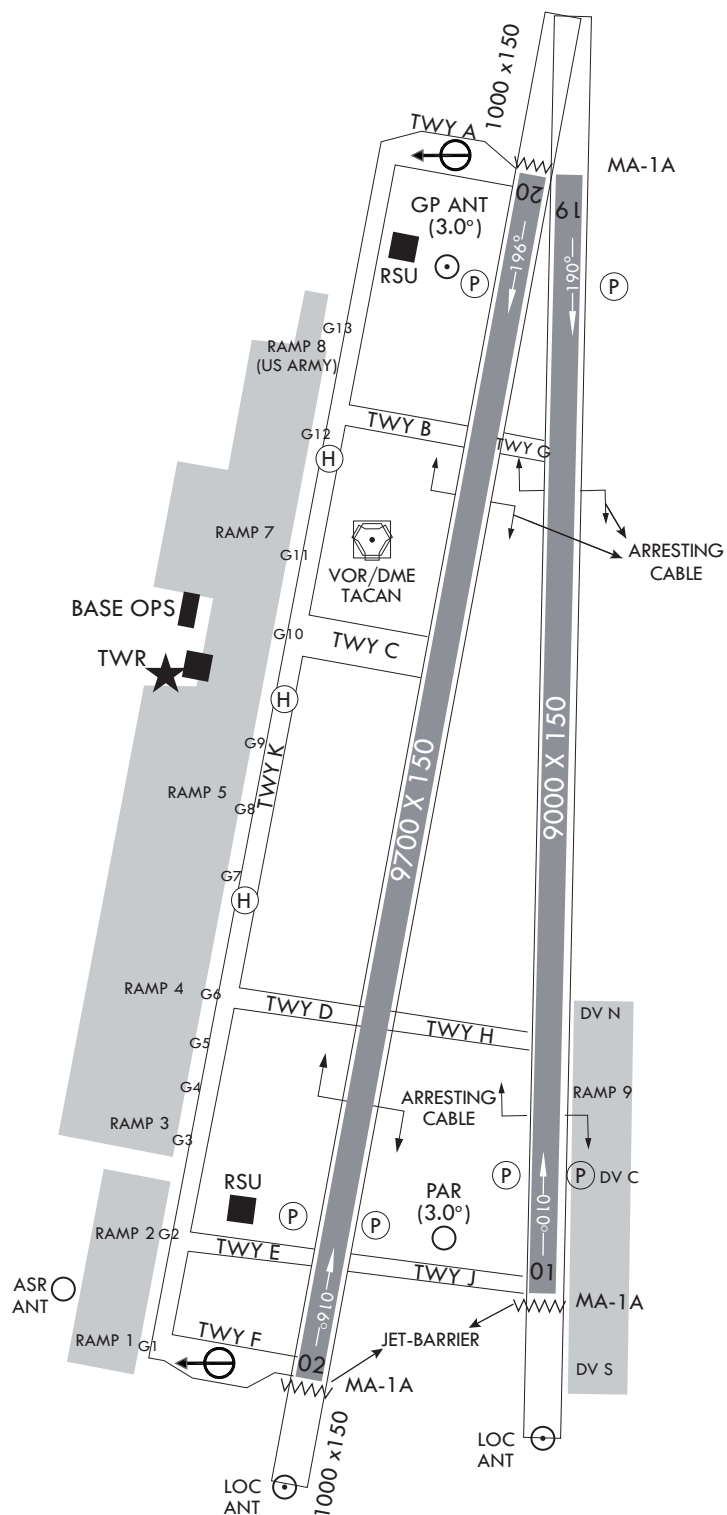 1000 x150
TWY A
MA-1A
20
19
GP ANT
(3.0°)
196°
190°
RSU
P
P
G13
RAMP 8
(US ARMY)
TWY B
G12
TWY G
H
RAMP 7
G11
VOR/DME
TACAN
ARRESTING
CABLE
BASE OPS
G10
TWY C
TWR
H
G9
TWY K
9700 X 150
9000 X 150
RAMP 5
G8
G7
H
RAMP 4
G6
TWY D
TWY H
DV N
G5
G4
ARRESTING
CABLE
RAMP 9
RAMP 3
G3
RSU
PAR
(3.0°)
P
P
DV C
P
P
010°
RAMP 2
G2
TWY E
TWY J
01
016°
ASR
ANT
MA-1A
RAMP 1
G1
TWY F
JET-BARRIER
02
MA-1A
DV S
1000 x150
LOC
ANT
LOC
ANT